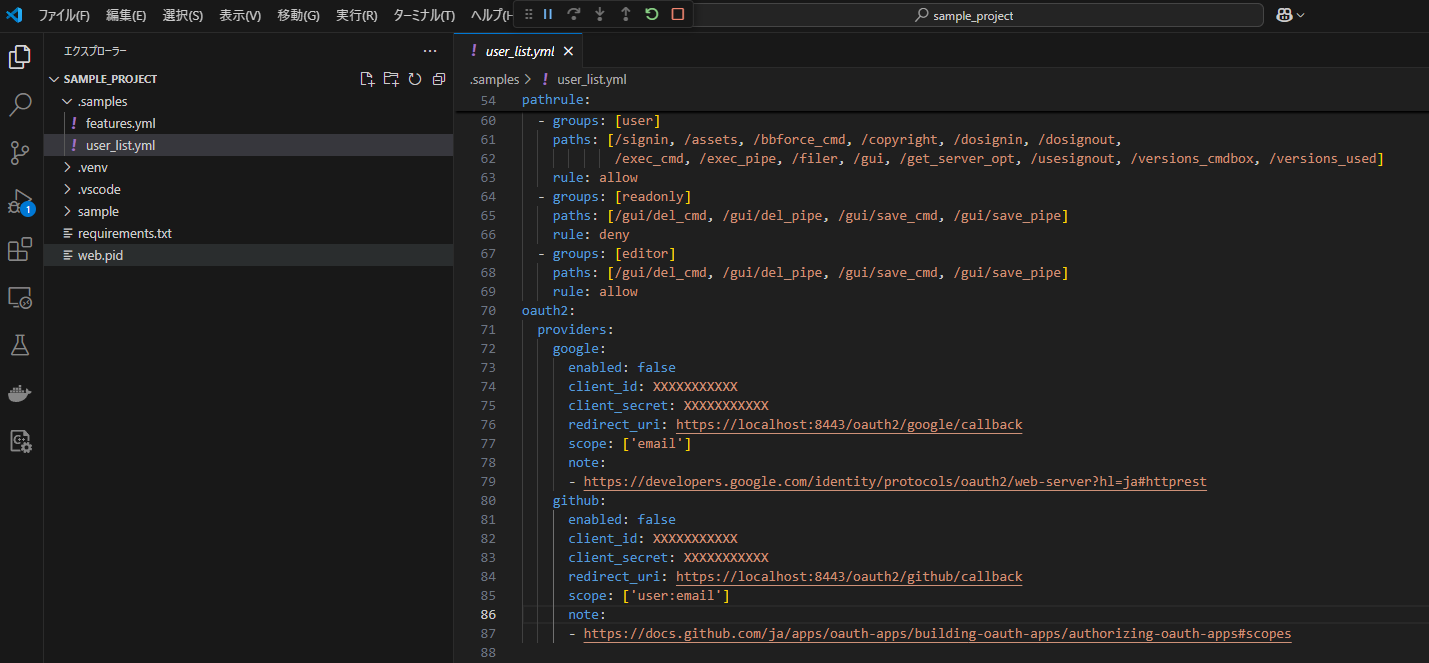 ファイル(F) 編集(E) 選択(S) 表示(V) 移動(G) 実行(R) ターミナル(T) ヘルプ(H
sample_project
エクスプローラー
SAMPLE_PROJECT
.samples
features.yml
user_list.yml
.venv
.vscode
sample
requirements.txt
web.pid
1
! user_list.yml
.samples > ! user_list.yml
54 pathrule:
60 - groups: [user]
61 paths: [/signin, /assets, /bbforce_cmd, /copyright, /dosignin, /dosignout,
62 /exec_cmd, /exec_pipe, /filer, /gui, /get_server_opt, /usesignout, /versions_cmdbox, /versions_used]
63 rule: allow
64 - groups: [readonly]
65 paths: [/gui/del_cmd, /gui/del_pipe, /gui/save_cmd, /gui/save_pipe]
66 rule: deny
67 - groups: [editor]
68 paths: [/gui/del_cmd, /gui/del_pipe, /gui/save_cmd, /gui/save_pipe]
69 rule: allow
70 oauth2:
71 providers:
72 google:
73 enabled: false
74 client_id: XXXXXXXXXXX
75 client_secret: XXXXXXXXXXX
76 redirect_uri: https://localhost:8443/oauth2/google/callback
77 scope: ['email']
78 note:
79 - https://developers.google.com/identity/protocols/oauth2/web-server?hl=ja#httprest
80 github:
81 enabled: false
82 client_id: XXXXXXXXXXX
83 client_secret: XXXXXXXXXXX
84 redirect_uri: https://localhost:8443/oauth2/github/callback
85 scope: ['user:email']
86 note:
87 - https://docs.github.com/ja/apps/oauth-apps/building-oauth-apps/authorizing-oauth-apps#scopes
88